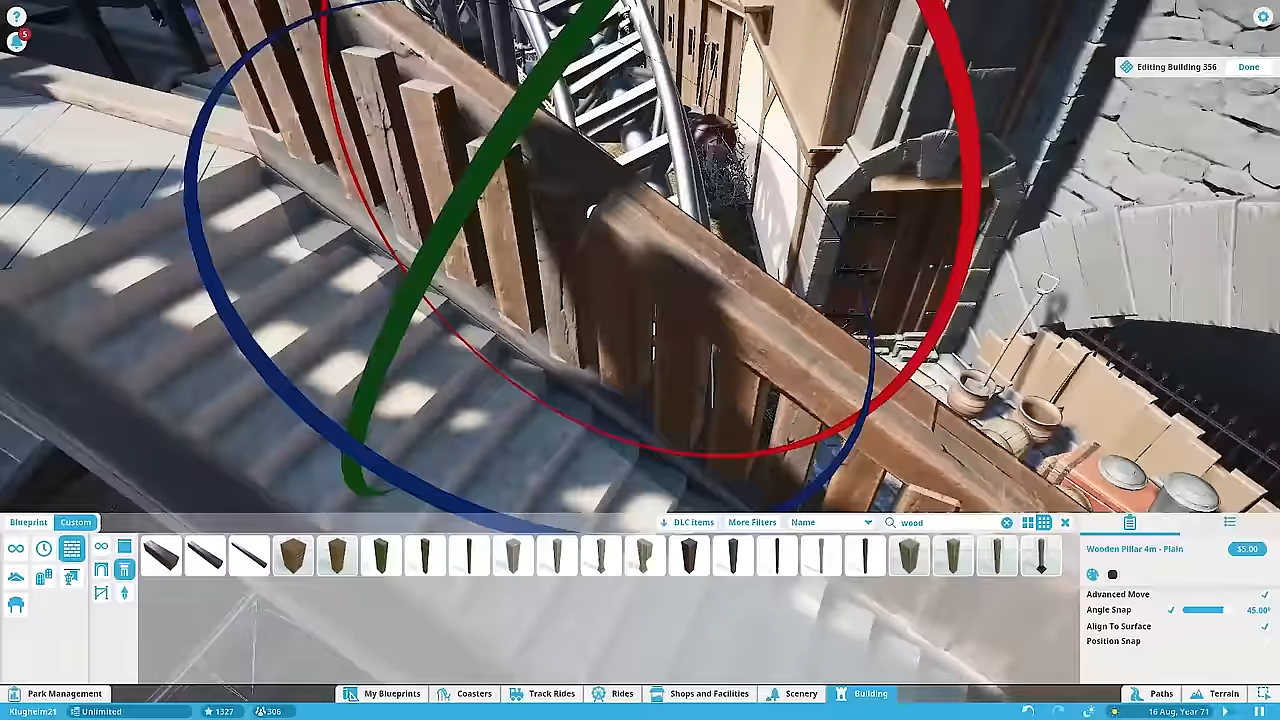 ?
5
Editing Building 356
Done
Blueprint
Custom
DLC items
More Filters
Name
wood
Wooden Pillar 4m - Plain
$5.00
Advanced Move
Angle Snap
45.00°
Align To Surface
Position Snap
Park Management
My Blueprints
Coasters
Track Rides
Rides
Shops and Facilities
Scenery
Building
Paths
Terrain
Klugheim21
Unlimited
1327
306
16 Aug, Year 71